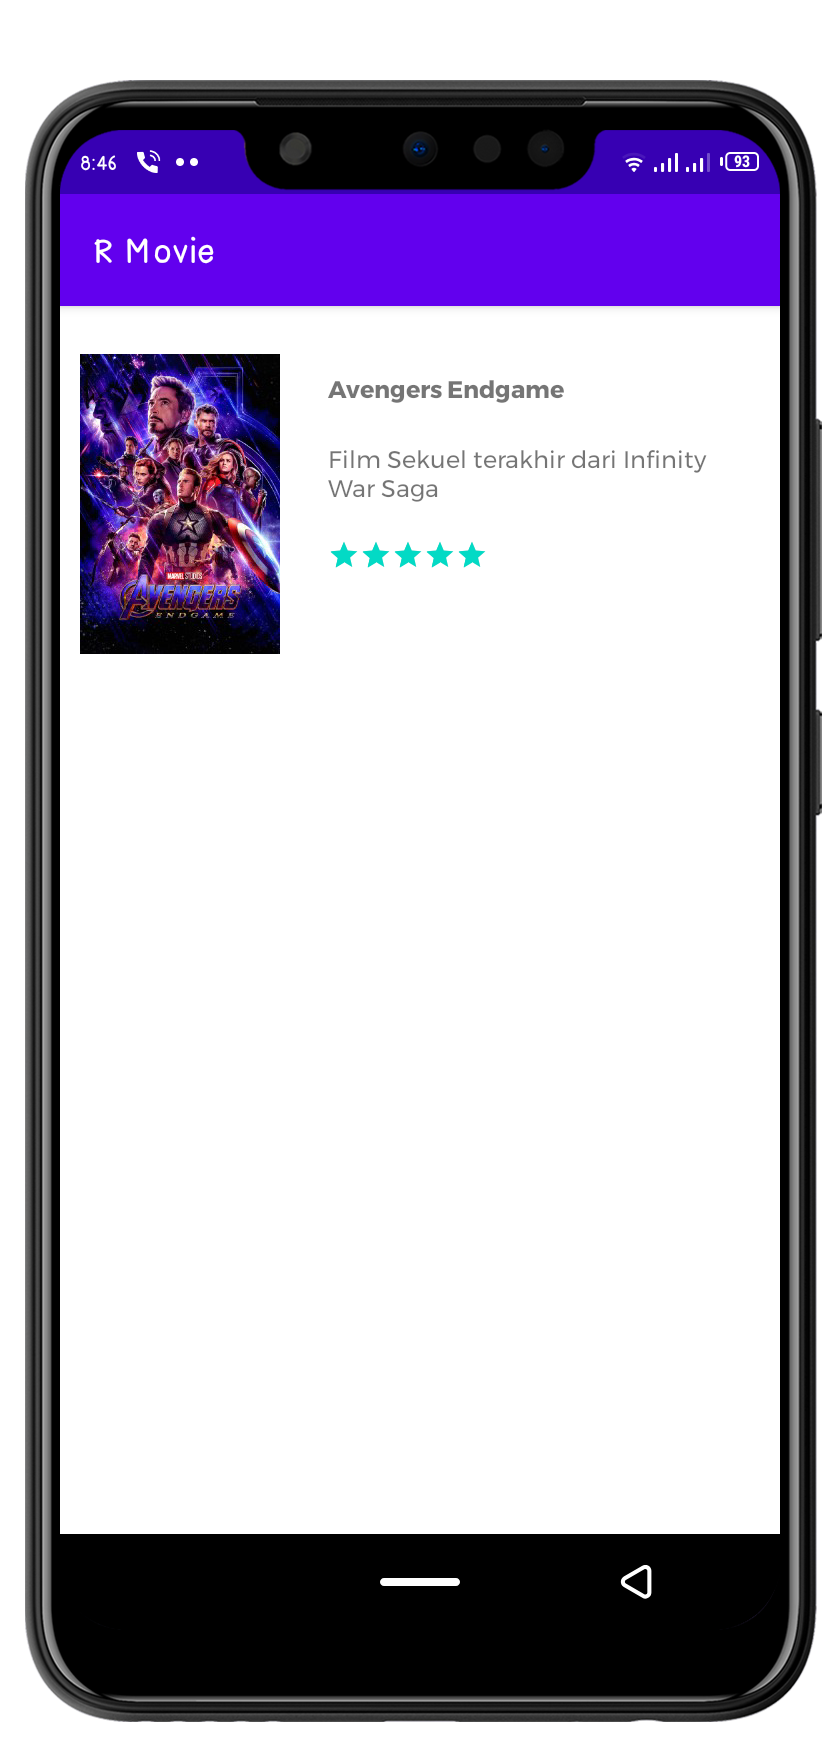 8:46
93
R Movie
Avengers Endgame
Film Sekuel terakhir dari Infinity
War Saga
MARVEL STUDIOS
AVENGERS
ENDGAME